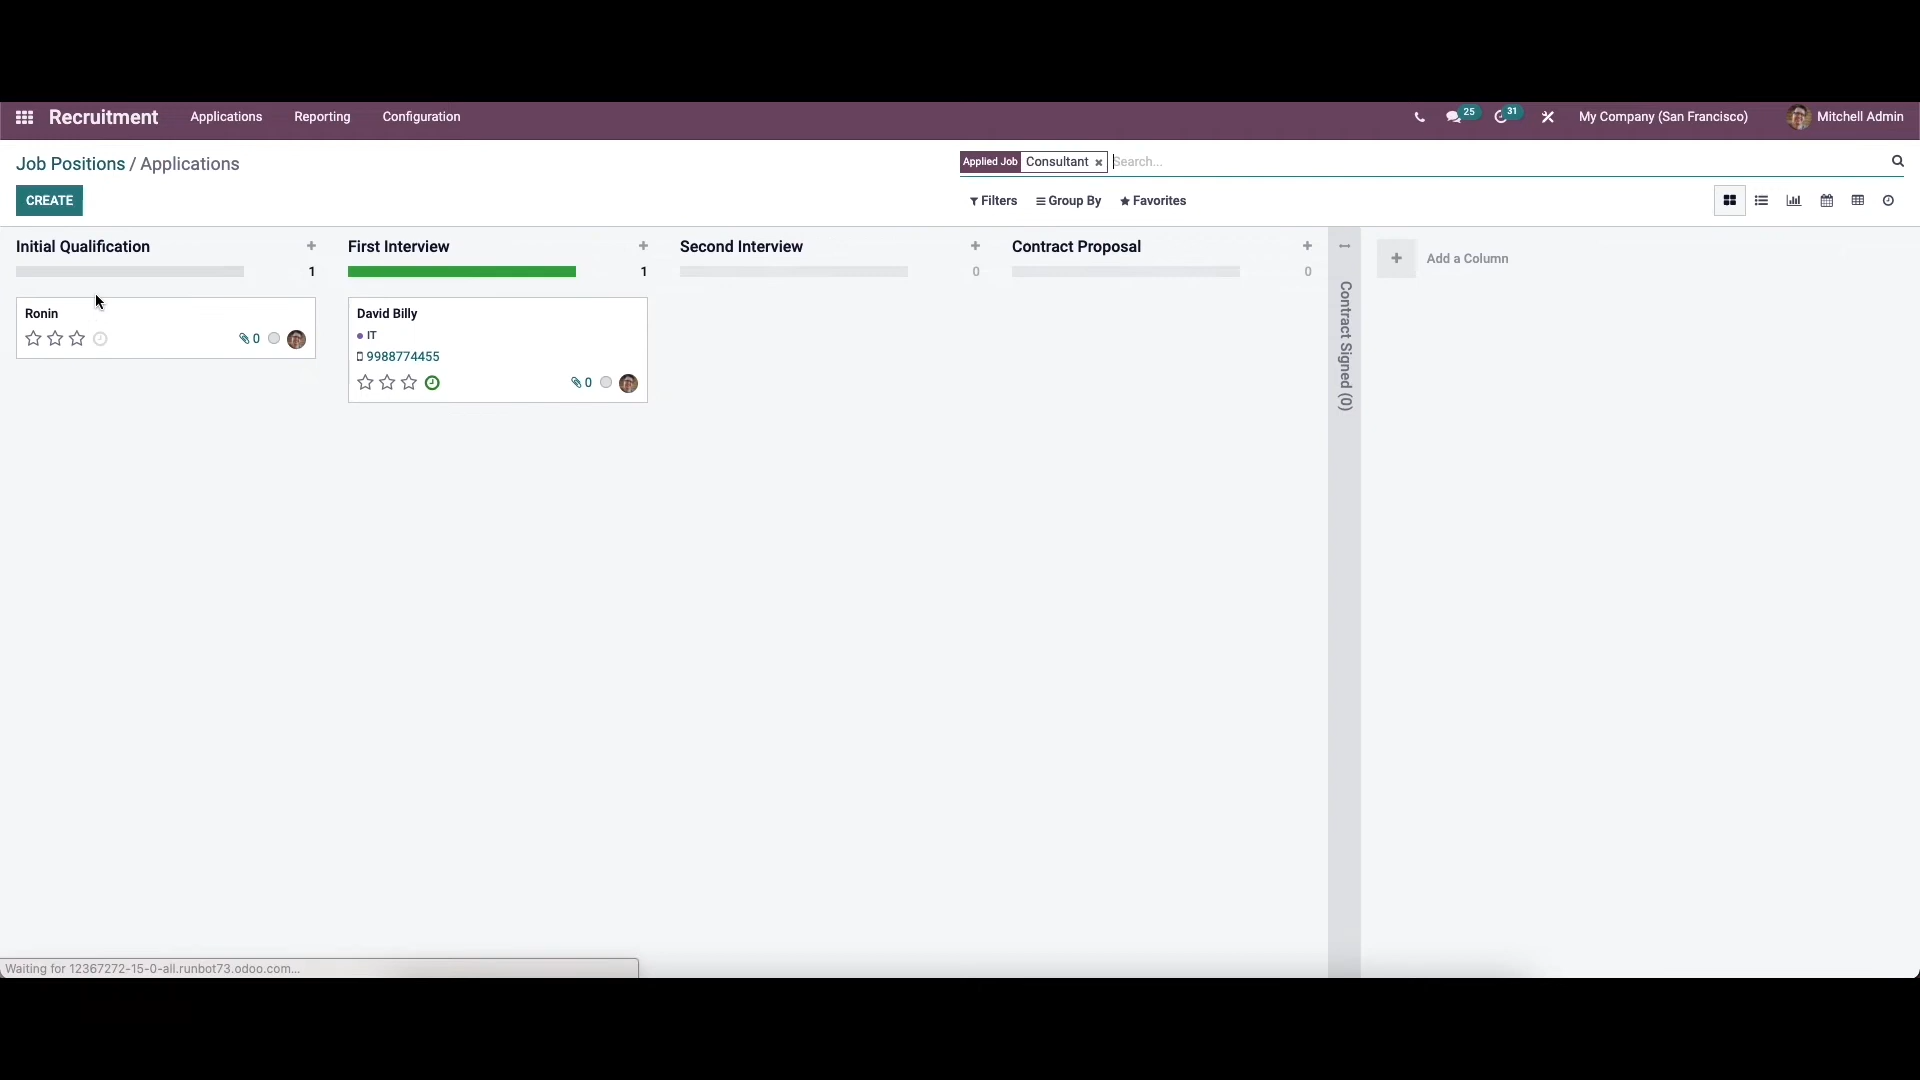 Recruitment Applications Reporting Configuration 25 31 My Company (San Francisco) Mitchell Admin
Job Positions / Applications
Applied Job Consultant × Search...
CREATE
Filters Group By Favorites
Initial Qualification + 1
Ronin
0
First Interview + 1
David Billy
IT
9988774455
0
Second Interview + 0
Contract Proposal + 0
Contract Signed (0)
+ Add a Column
Waiting for 12367272-15-0-all.runbot73.odoo.com...